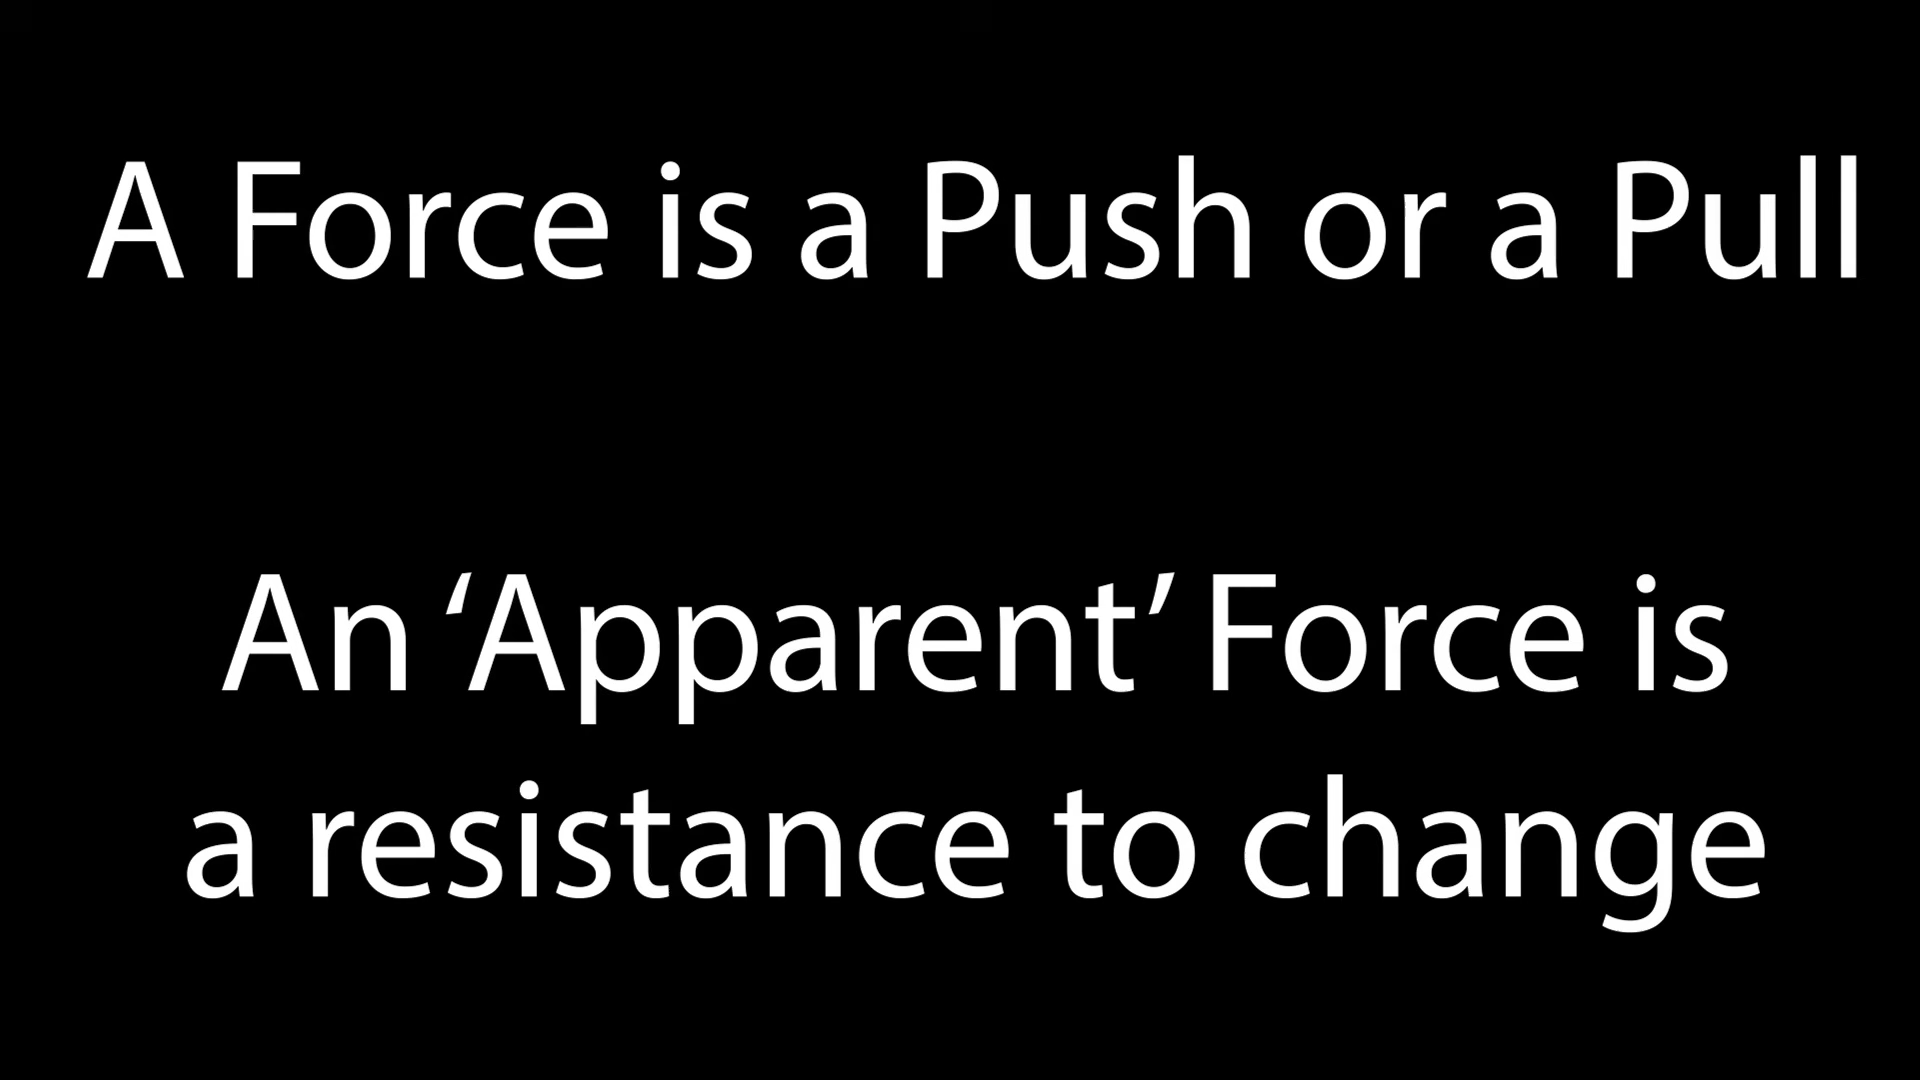 A Force is a Push or a Pull
An ‘Apparent’ Force is
a resistance to change